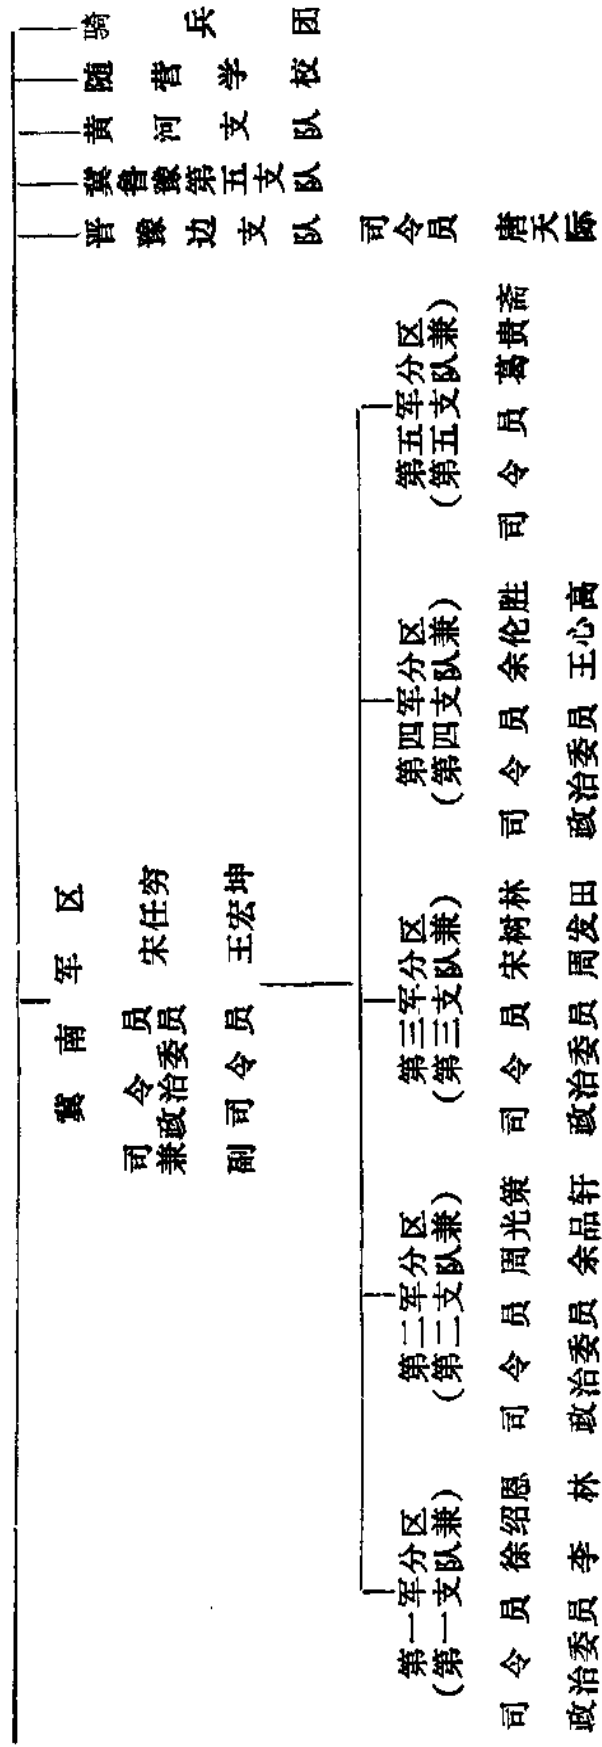 冀南军区
司令员兼政治委员 宋任穷
副司令员 王宏坤
第一军分区
(第一支队兼)
司令员 徐绍恩
政治委员 李林
第二军分区
(第二支队兼)
司令员 周光策
政治委员 余品轩
第三军分区
(第三支队兼)
司令员 宋树林
政治委员 周发田
第四军分区
(第四支队兼)
司令员 余伦胜
政治委员 王心高
第五军分区
(第五支队兼)
司令员 葛贵斋
晋豫边支队 司令员 唐天际
冀鲁豫第五支队
黄河支队
随营学校
骑兵团